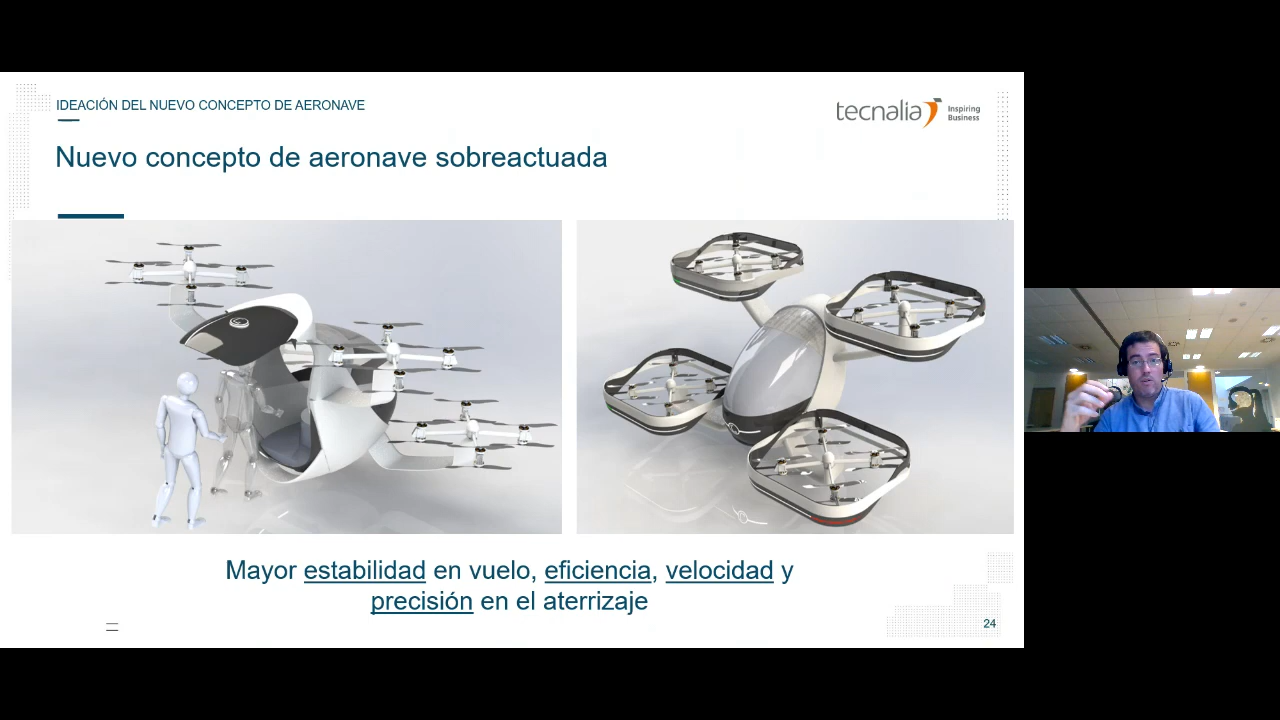 IDEACIÓN DEL NUEVO CONCEPTO DE AERONAVE
tecnalia Inspiring
Business
Nuevo concepto de aeronave sobreactuada
Mayor estabilidad en vuelo, eficiencia, velocidad y
precisión en el aterrizaje
24